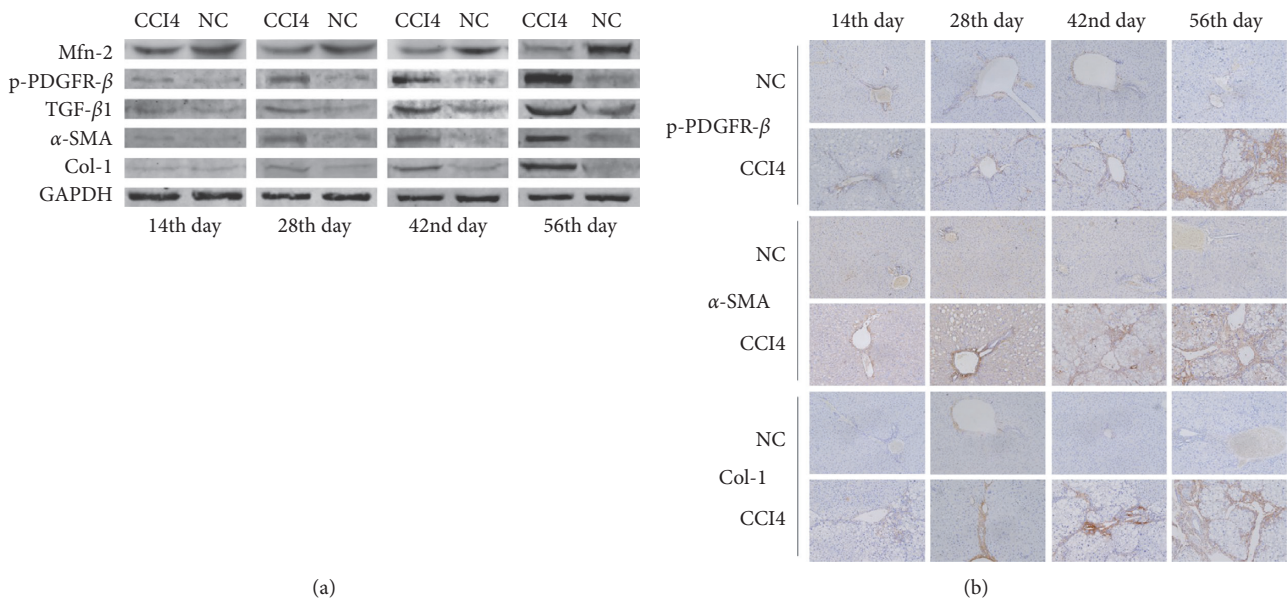 CCI4 NC CCI4 NC CCI4 NC CCI4 NC
Mfn-2
p-PDGFR-β
TGF-β1
α-SMA
Col-1
GAPDH
14th day 28th day 42nd day 56th day
(a)
14th day 28th day 42nd day 56th day
NC
p-PDGFR-β
CCI4
NC
α-SMA
CCI4
NC
Col-1
CCI4
(b)